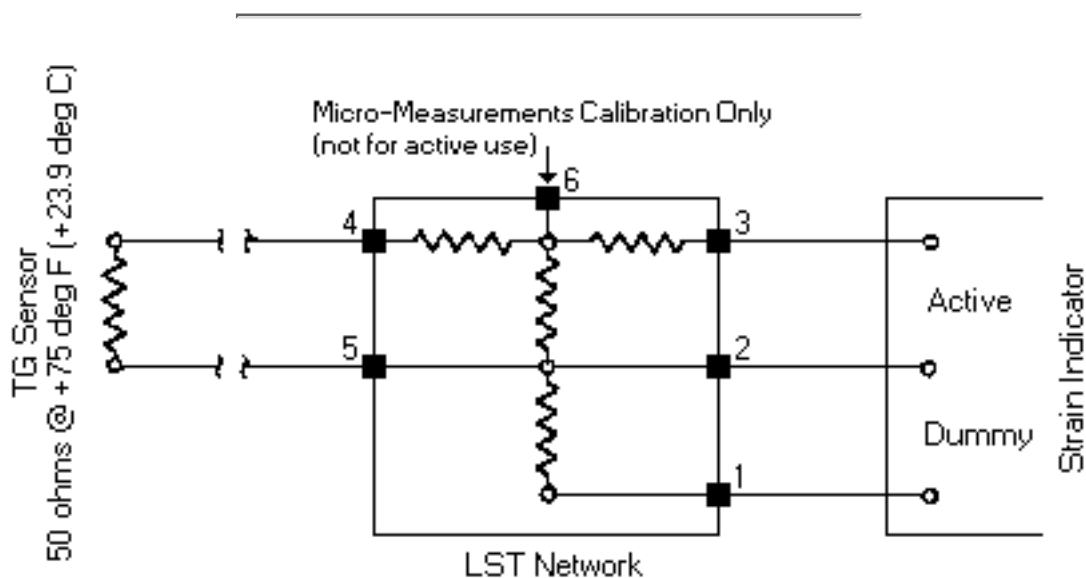 Micro-Measurements Calibration Only
(not for active use)
6
4
3
5
2
1
TG Sensor
50 ohms @ +75 deg F (+23.9 deg C)
Active
Dummy
Strain Indicator
LST Network